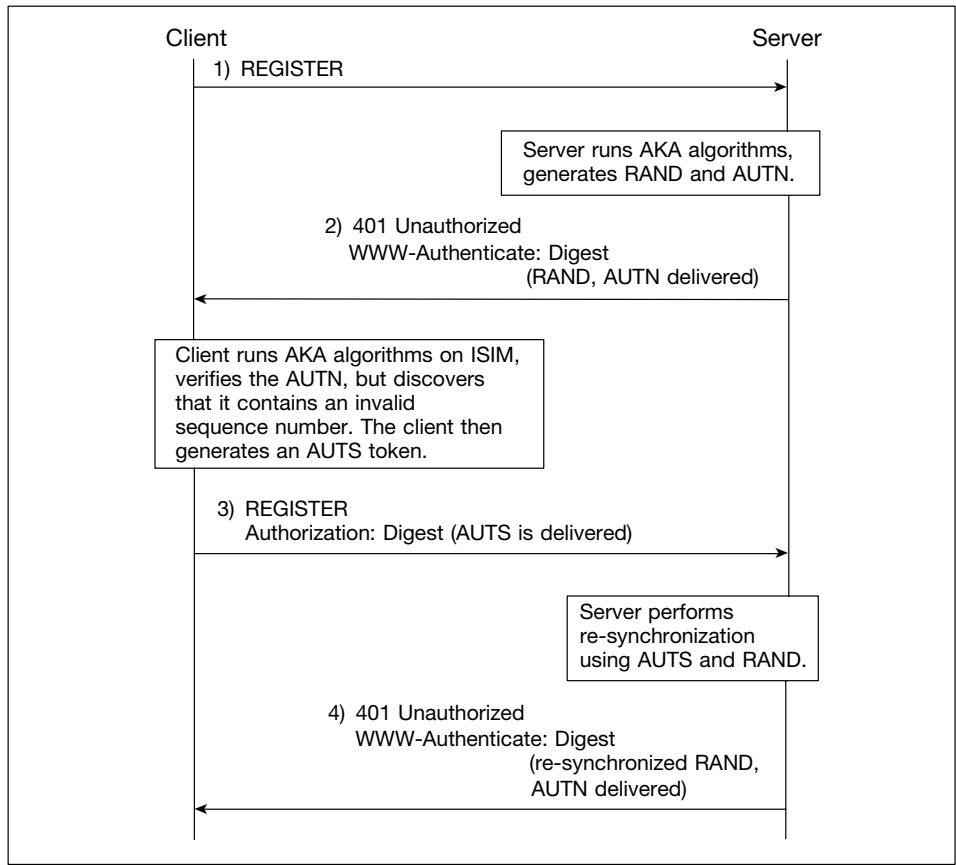 Client
Server
1) REGISTER
Server runs AKA algorithms,
generates RAND and AUTN.
2) 401 Unauthorized
WWW-Authenticate: Digest
(RAND, AUTN delivered)
Client runs AKA algorithms on ISIM,
verifies the AUTN, but discovers
that it contains an invalid
sequence number. The client then
generates an AUTS token.
3) REGISTER
Authorization: Digest (AUTS is delivered)
Server performs
re-synchronization
using AUTS and RAND.
4) 401 Unauthorized
WWW-Authenticate: Digest
(re-synchronized RAND,
AUTN delivered)